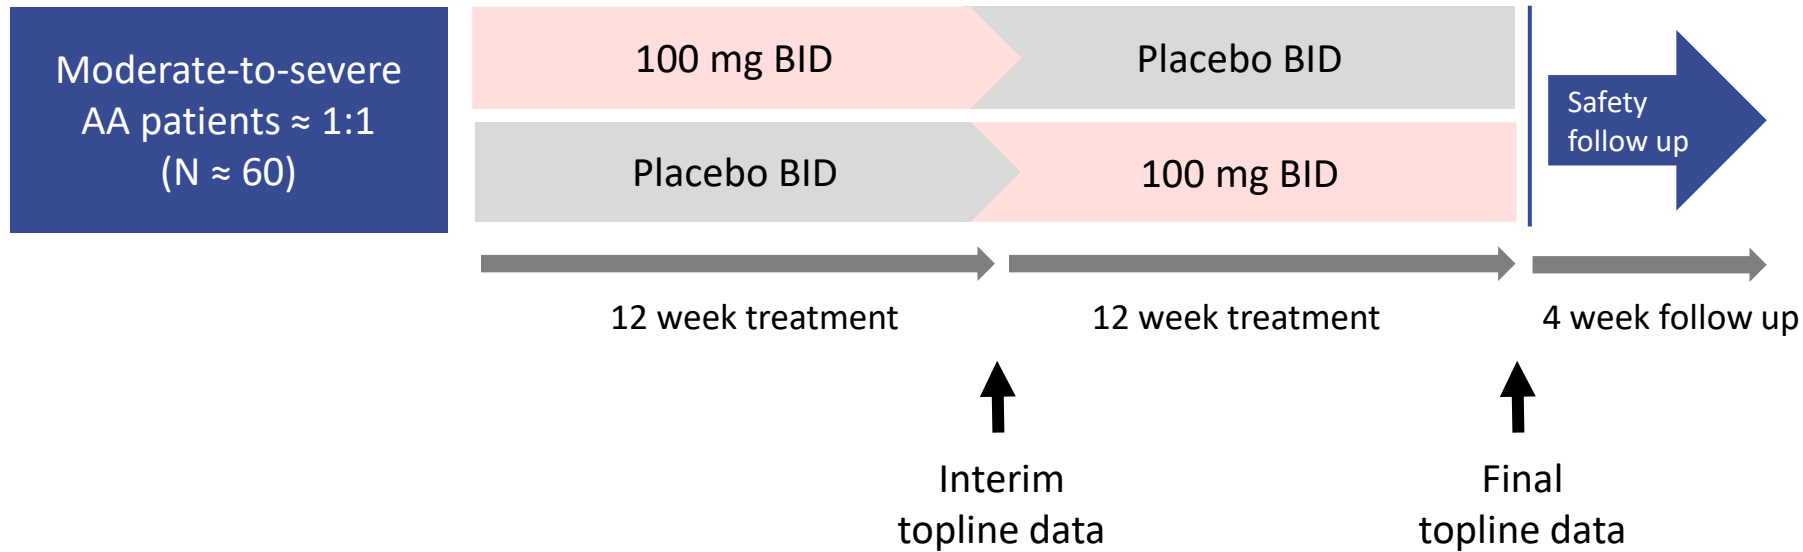 Moderate-to-severe
AA patients ≈ 1:1
(N ≈ 60)
100 mg BID
Placebo BID
Placebo BID
100 mg BID
Safety
follow up
12 week treatment
12 week treatment
4 week follow up
Interim
topline data
Final
topline data